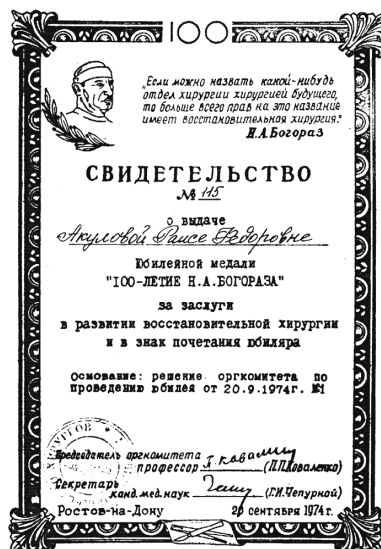 100
„Если можно назвать какой-нибудь
отдел хирургии хирургией будущего,
то больше всего прав на это название
имеет восстановительная хирургия."
Н.А.Богораз
СВИДЕТЕЛЬСТВО
№ 115
о выдаче
Акуловой Раисе Федоровне
Юбилейной медали
"100-ЛЕТИЕ Н.А.БОГОРАЗА"
за заслуги
в развитии восстановительной хирургии
и в знак почетания юбиляра
Основание: решение оргкомитета по
проведению юбилея от 20.9.1974г. №1
Председатель оргкомитета
профессор (П.П.Коваленко)
Секретарь
канд.мед.наук (Г.И.Чепурной)
Ростов-на-Дону 20 сентября 1974г.